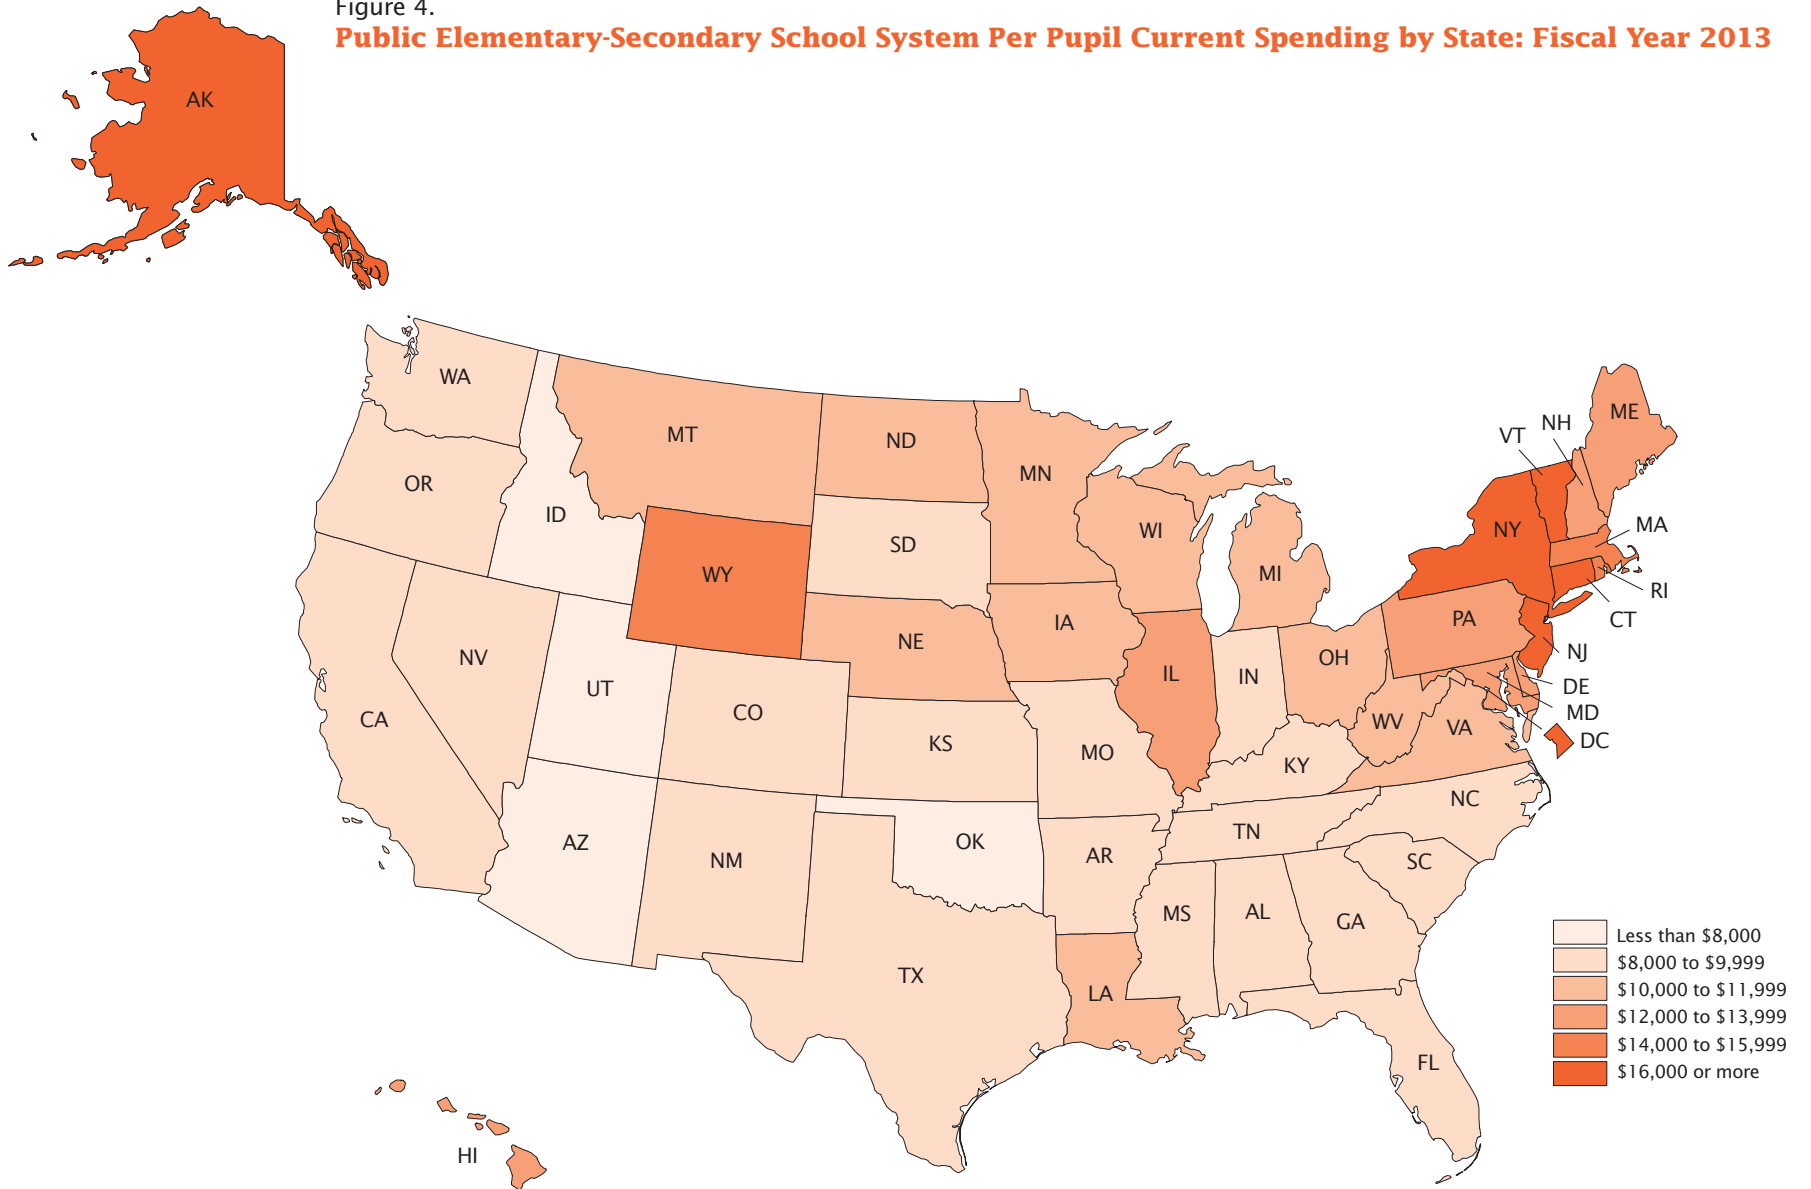 Figure 4.
Public Elementary-Secondary School System Per Pupil Current Spending by State: Fiscal Year 2013
AK
WA
MT
ND
MN
ME
NH
VT
OR
ID
WI
NY
MA
SD
WY
MI
RI
CT
PA
IA
NE
NV
OH
NJ
IL
IN
UT
DE
MD
CO
CA
WV
VA
DC
KS
MO
KY
NC
AZ
OK
TN
NM
AR
SC
MS
AL
GA
TX
LA
FL
HI
Less than $8,000
$8,000 to $9,999
$10,000 to $11,999
$12,000 to $13,999
$14,000 to $15,999
$16,000 or more